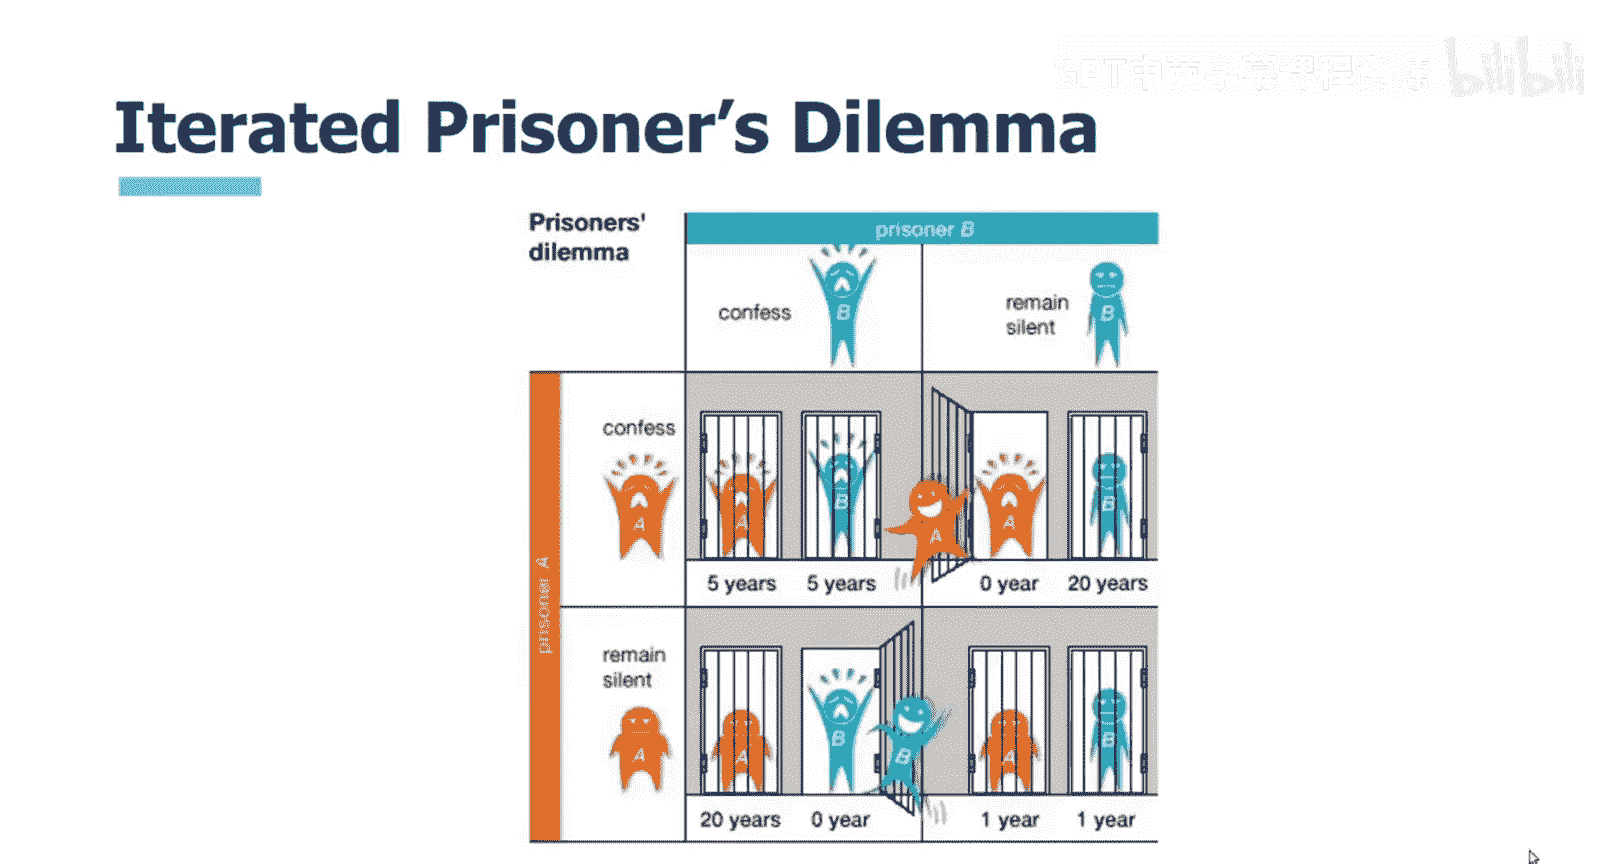 bilibili
Iterated Prisoner’s Dilemma
Prisoners'
dilemma
prisoner B
confess
B
remain
silent
B
prisoner A
confess
A
A
B
A
A
B
5 years
5 years
0 year
20 years
remain
silent
A
A
B
B
A
B
20 years
0 year
1 year
1 year